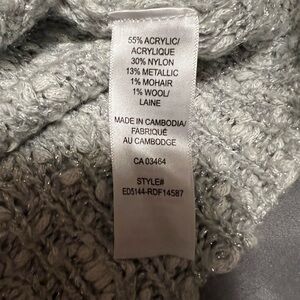 55% ACRYLIC/
ACRYLIQUE
30% NYLON
13% METALLIC
1% MOHAIR
1% WOOL/
LAINE
MADE IN CAMBODIA/
FABRIQUÉ
AU CAMBODGE
CA 03464
STYLE#
ED5144-RDF14587